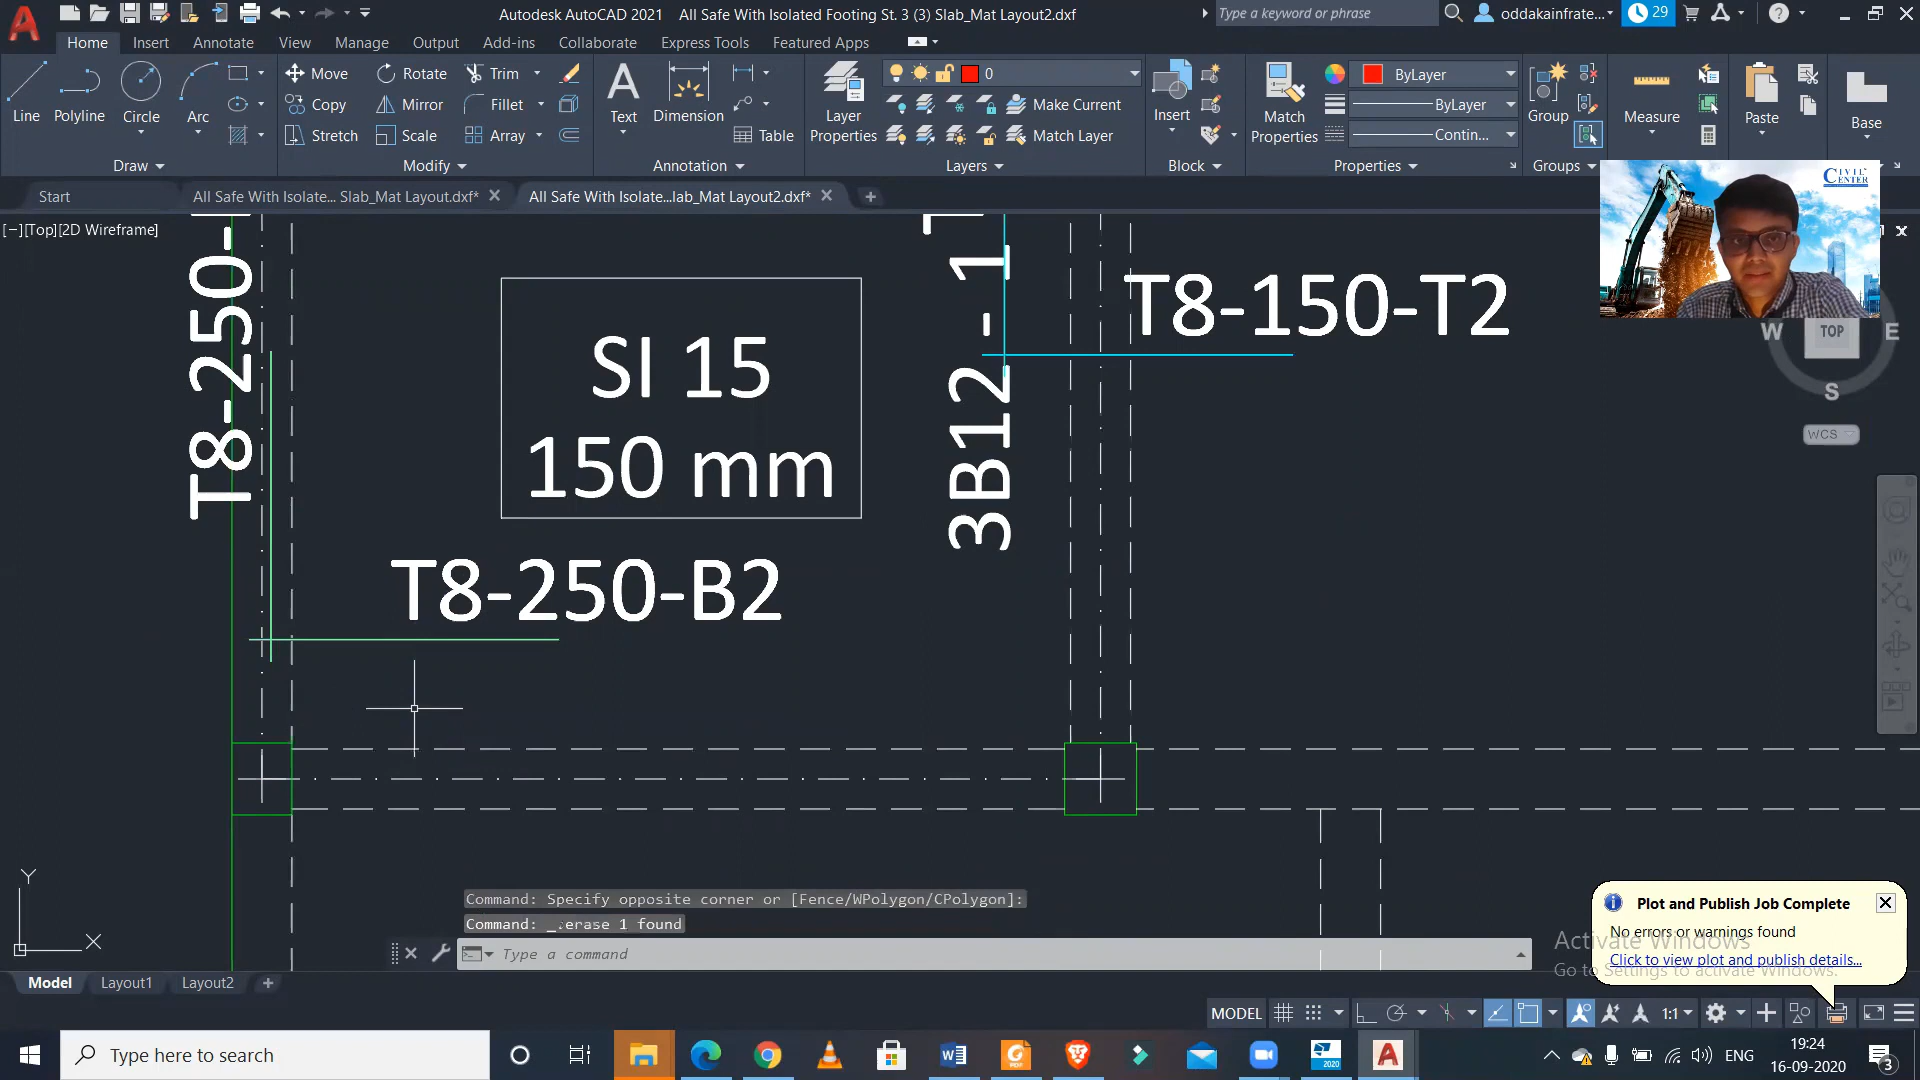 Autodesk AutoCAD 2021 All Safe With Isolated Footing St. 3 (3) Slab_Mat Layout2.dxf
Type a keyword or phrase
oddakainfrate...
29
Home Insert Annotate View Manage Output Add-ins Collaborate Express Tools Featured Apps
Line Polyline Circle Arc
Move Rotate Trim
Copy Mirror Fillet
Stretch Scale Array
Text Dimension Table
Layer Properties
0
Make Current
Match Layer
Insert
Match Properties
ByLayer
ByLayer
Contin...
Group
Measure
Paste
Base
Draw Modify Annotation Layers Block Properties Groups
CIVIL CENTER
Start All Safe With Isolate... Slab_Mat Layout.dxf* All Safe With Isolate...lab_Mat Layout2.dxf*
[−][Top][2D Wireframe]
T8-250-
SI 15
150 mm
3B12 - 1
T8-150-T2
W TOP E
S
WCS
T8-250-B2
Y
X
Command: Specify opposite corner or [Fence/WPolygon/CPolygon]:
Command: _.erase 1 found
Type a command
Plot and Publish Job Complete
No errors or warnings found
Click to view plot and publish details...
Activate Windows
Go to Settings to activate Windows.
Model Layout1 Layout2
MODEL 1:1
Type here to search
2020
ENG
19:24
16-09-2020
3